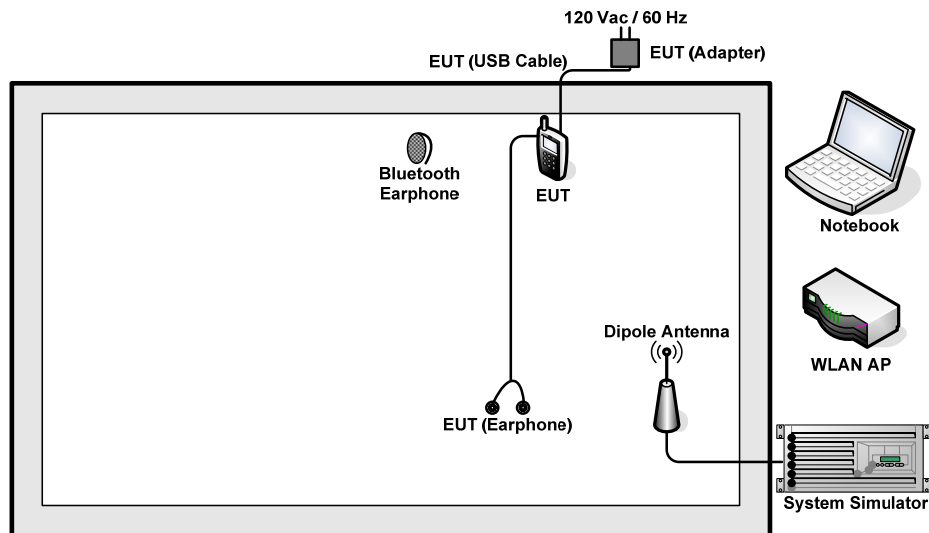 120 Vac / 60 Hz
EUT (USB Cable)
EUT (Adapter)
Bluetooth
Earphone
EUT
Notebook
Dipole Antenna
WLAN AP
EUT (Earphone)
System Simulator